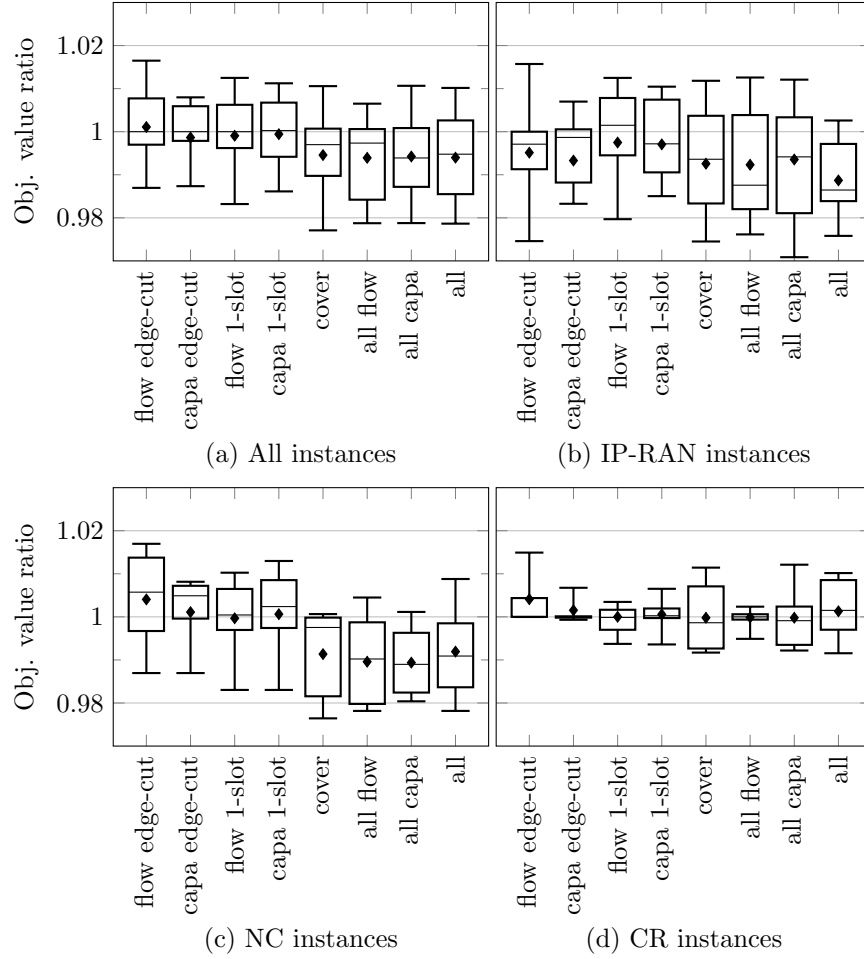 Obj. value ratio
1.02
1
0.98
flow edge-cut
capa edge-cut
flow 1-slot
capa 1-slot
cover
all flow
all capa
all
(a) All instances
flow edge-cut
capa edge-cut
flow 1-slot
capa 1-slot
cover
all flow
all capa
all
(b) IP-RAN instances
Obj. value ratio
1.02
1
0.98
flow edge-cut
capa edge-cut
flow 1-slot
capa 1-slot
cover
all flow
all capa
all
(c) NC instances
flow edge-cut
capa edge-cut
flow 1-slot
capa 1-slot
cover
all flow
all capa
all
(d) CR instances